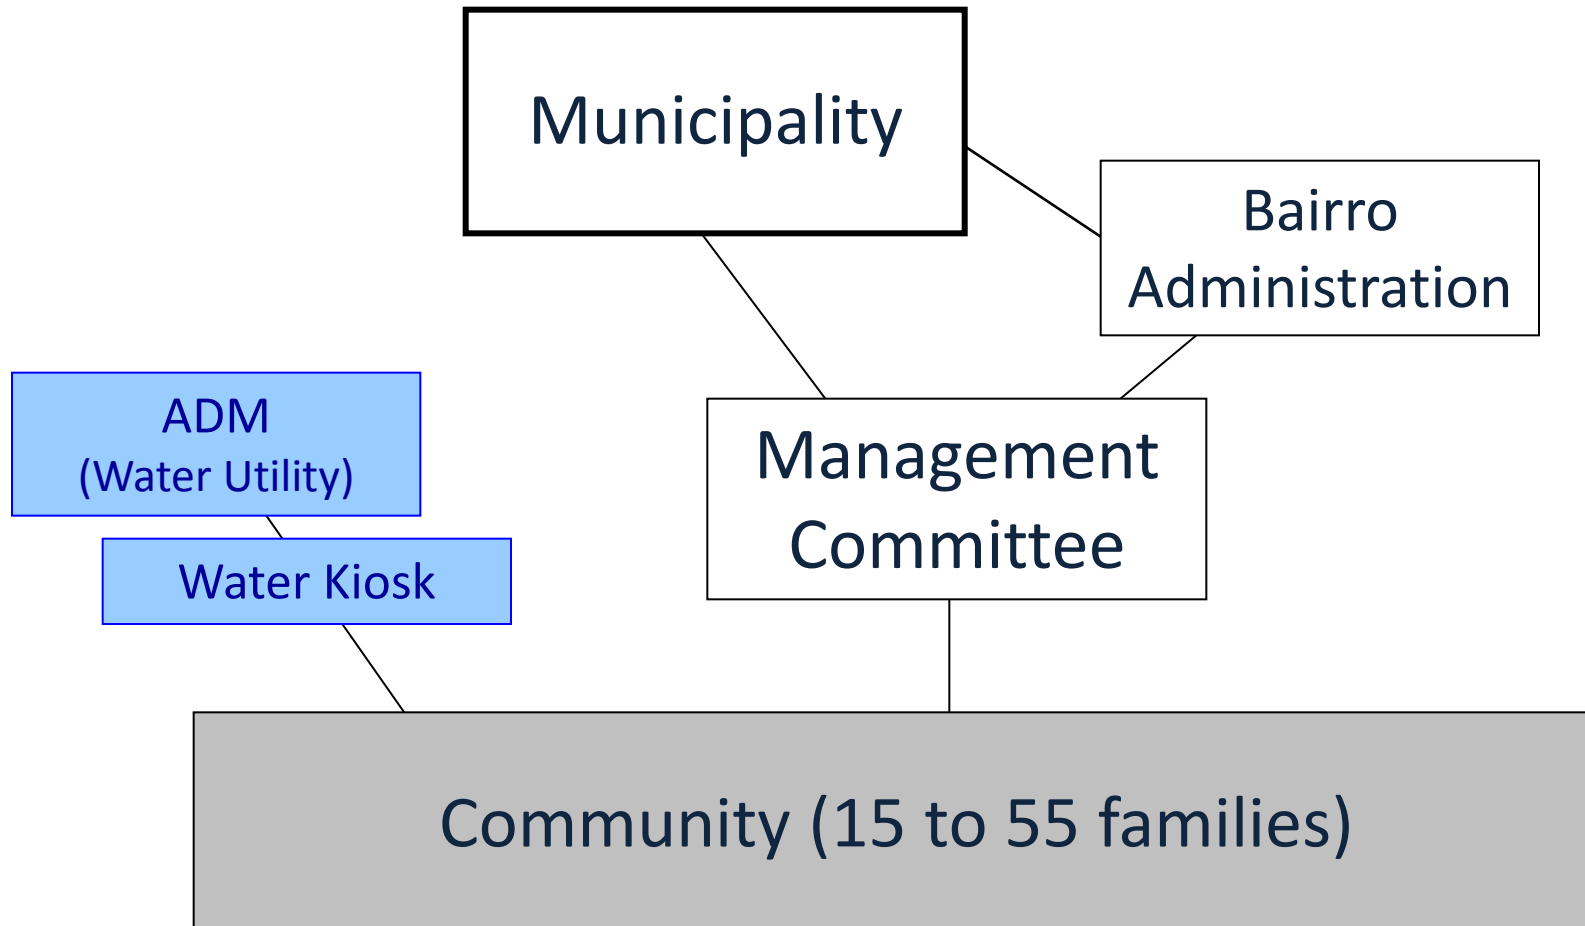 Municipality
Bairro
Administration
ADM
(Water Utility)
Management
Committee
Water Kiosk
Community (15 to 55 families)